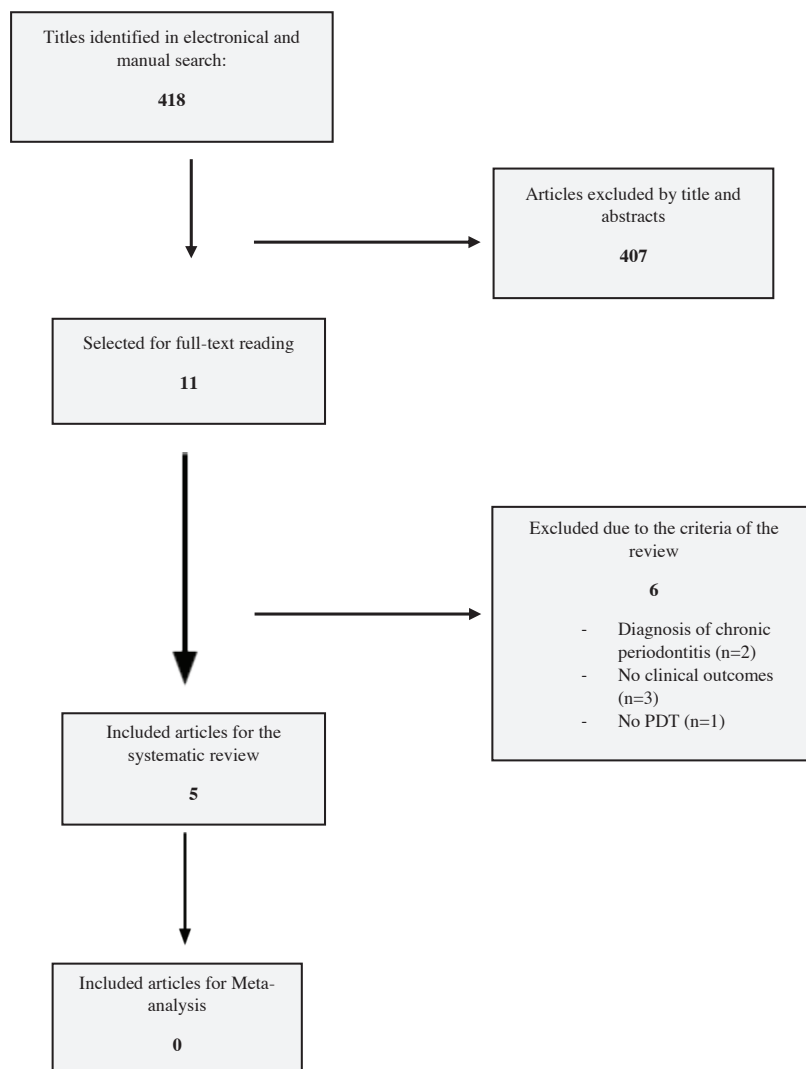 Titles identified in electronical and
manual search:
418
Articles excluded by title and
abstracts
407
Selected for full-text reading
11
Excluded due to the criteria of the
review
6
- Diagnosis of chronic
periodontitis (n=2)
- No clinical outcomes
(n=3)
- No PDT (n=1)
Included articles for the
systematic review
5
Included articles for Meta-
analysis
0